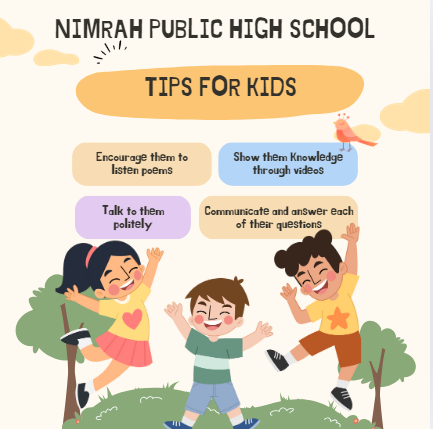 NIMRAH PUBLIC HIGH SCHOOL
TIPS FOR KIDS
Encourage them to
listen poems
Show them Knowledge
through videos
Talk to them
politely
Communicate and answer each
of their questions